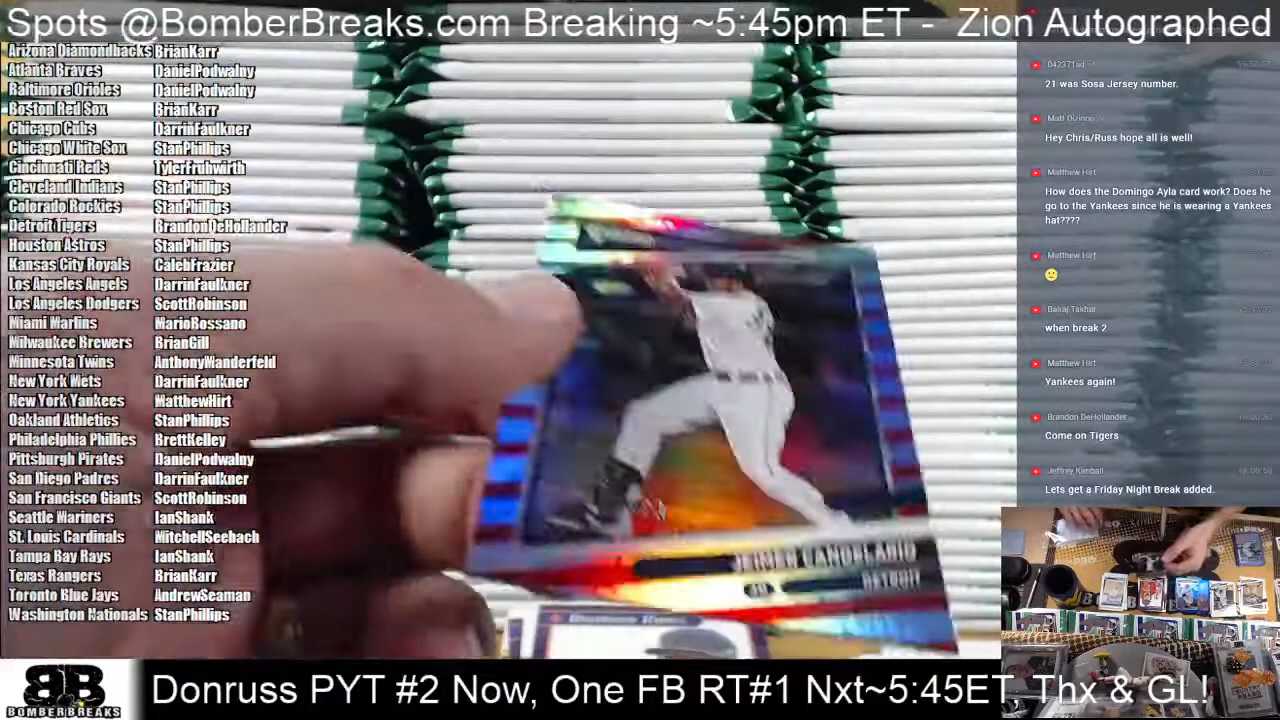 Spots @BomberBreaks.com Breaking ~5:45pm ET - Zion Autographed
Arizona Diamondbacks BrianKarr
Atlanta Braves DanielPodwalny
Baltimore Orioles DanielPodwalny
Boston Red Sox BrianKarr
Chicago Cubs DarrinFaulkner
Chicago White Sox StanPhillips
Cincinnati Reds TylerFruhwirth
Cleveland Indians StanPhillips
Colorado Rockies StanPhillips
Detroit Tigers BrandonDeHollander
Houston Astros StanPhillips
Kansas City Royals CalebFrazier
Los Angeles Angels DarrinFaulkner
Los Angeles Dodgers ScottRobinson
Miami Marlins MarioRossano
Milwaukee Brewers BrianGill
Minnesota Twins AnthonyWanderfeld
New York Mets DarrinFaulkner
New York Yankees MatthewHirt
Oakland Athletics StanPhillips
Philadelphia Phillies BrettKelley
Pittsburgh Pirates DanielPodwalny
San Diego Padres DarrinFaulkner
San Francisco Giants ScottRobinson
Seattle Mariners IanShank
St. Louis Cardinals MitchellSeebach
Tampa Bay Rays IanShank
Texas Rangers BrianKarr
Toronto Blue Jays AndrewSeaman
Washington Nationals StanPhillips
042371ad
21 was Sosa Jersey number.
Hey Chris/Russ hope all is well!
Matthew Hirt
How does the Domingo Ayla card work? Does he
go to the Yankees since he is wearing a Yankees
hat????
Matthew Hirt
Balraj Takhar
when break 2
Matthew Hirt
Yankees again!
Brandon DeHollander
Come on Tigers
Jeffrey Kimball
Lets get a Friday Night Break added.
JEIMER CANDELARIO
DETROIT
BB
BOMBERBREAKS
Donruss PYT #2 Now, One FB RT#1 Nxt~5:45ET. Thx & GL!